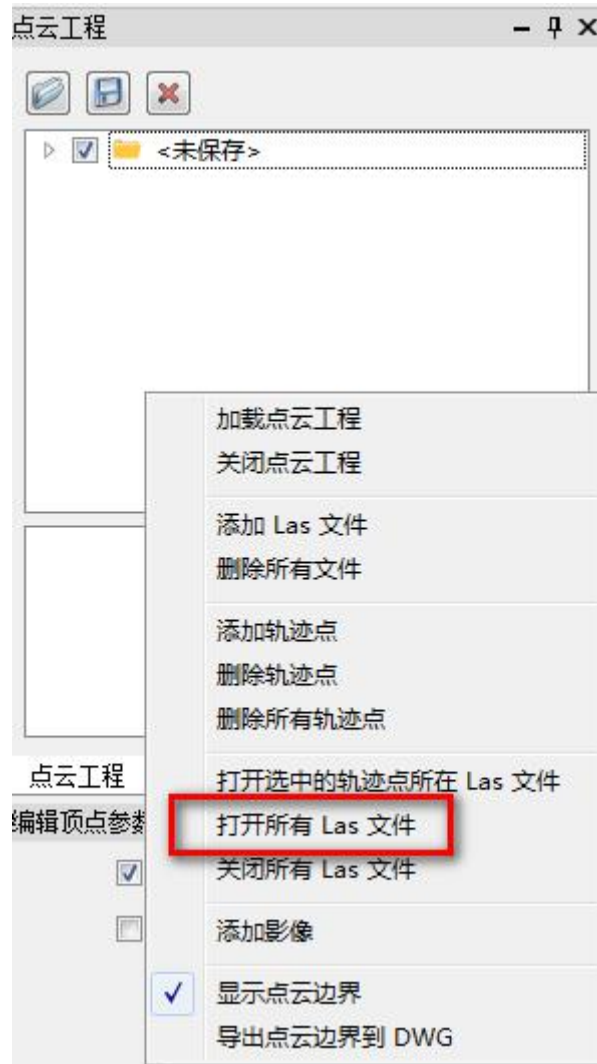 点云工程
<未保存>
加载点云工程
关闭点云工程
添加 Las 文件
删除所有文件
添加轨迹点
删除轨迹点
删除所有轨迹点
点云工程
打开选中的轨迹点所在 Las 文件
编辑顶点参数
打开所有 Las 文件
关闭所有 Las 文件
添加影像
显示点云边界
导出点云边界到 DWG